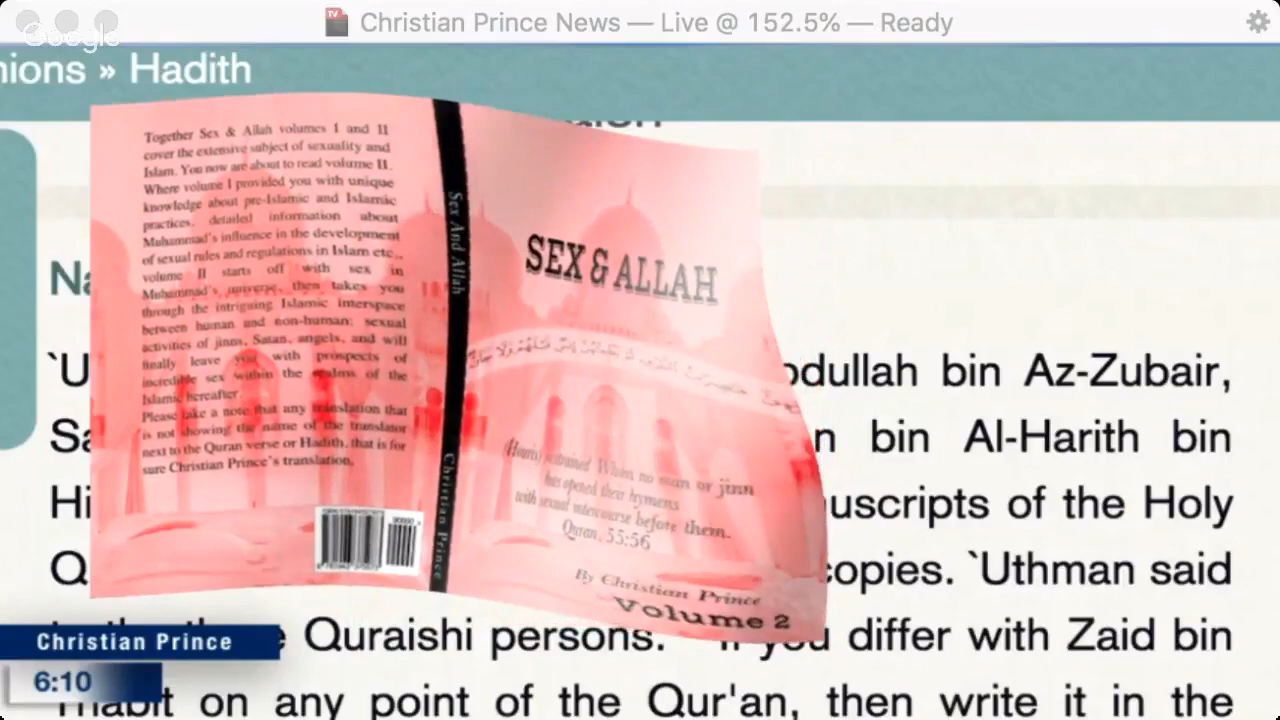 Google
Christian Prince News — Live @ 152.5% — Ready
nions » Hadith
Together Sex & Allah volumes I and II
cover the extensive subject of sexuality and
Islam. You now are about to read volume II.
Where volume I provided you with unique
knowledge about pre-Islamic and Islamic
practices, detailed information about
Muhammad's influence in the development
of sexual rules and regulations in Islam etc.,
volume II starts off with sex in
Muhammad's universe, then takes you
through the intriguing Islamic interspace
between human and non-human: sexual
activities of jinns, Satan, angels, and will
finally leave you with prospects of
incredible sex within the realms of the
Islamic hereafter.
Please take a note that any translation that
is not showing the name of the translator
next to the Quran verse or Hadith, that is for
sure Christian Prince's translation.
Sex And Allah
Christian Prince
SEX & ALLAH
(Houris) restrained Whom no man or jinn
has opened their hymens
with sexual intercourse before them.
Quran, 55:56
By Christian Prince
Volume 2
Na
`U bdullah bin Az-Zubair,
Sa n bin Al-Harith bin
Hi nuscripts of the Holy
Q copies. `Uthman said
Quraishi persons. If you differ with Zaid bin
Thabit on any point of the Qur'an, then write it in the
Christian Prince
6:10